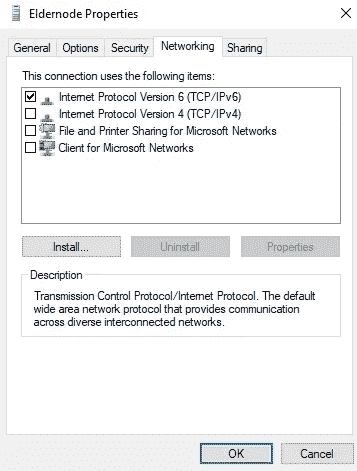 Eldernode Properties
General Options Security Networking Sharing
This connection uses the following items:
Internet Protocol Version 6 (TCP/IPv6)
Internet Protocol Version 4 (TCP/IPv4)
File and Printer Sharing for Microsoft Networks
Client for Microsoft Networks
Install... Uninstall Properties
Description
Transmission Control Protocol/Internet Protocol. The default
wide area network protocol that provides communication
across diverse interconnected networks.
OK Cancel